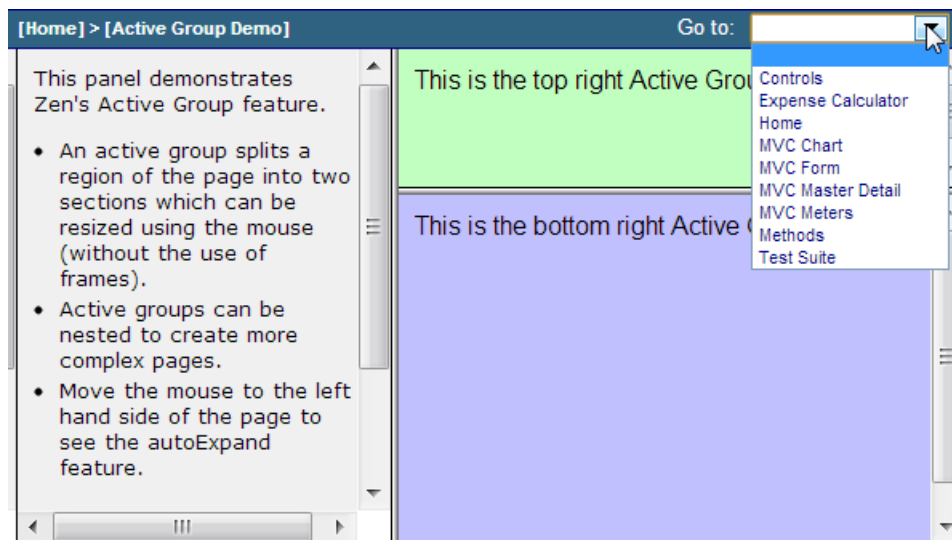 [Home] > [Active Group Demo]
Go to:
This panel demonstrates
Zen's Active Group feature.
• An active group splits a
region of the page into two
sections which can be
resized using the mouse
(without the use of
frames).
• Active groups can be
nested to create more
complex pages.
• Move the mouse to the left
hand side of the page to
see the autoExpand
feature.
This is the top right Active
This is the bottom right Active
Controls
Expense Calculator
Home
MVC Chart
MVC Form
MVC Master Detail
MVC Meters
Methods
Test Suite